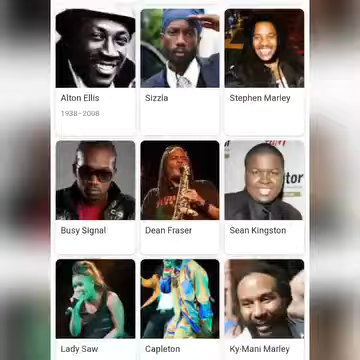 Alton Ellis
Sizzla
Stephen Marley
1938–2008
Busy Signal
Dean Fraser
Sean Kingston
itor
Lady Saw
Capleton
Ky-Mani Marley